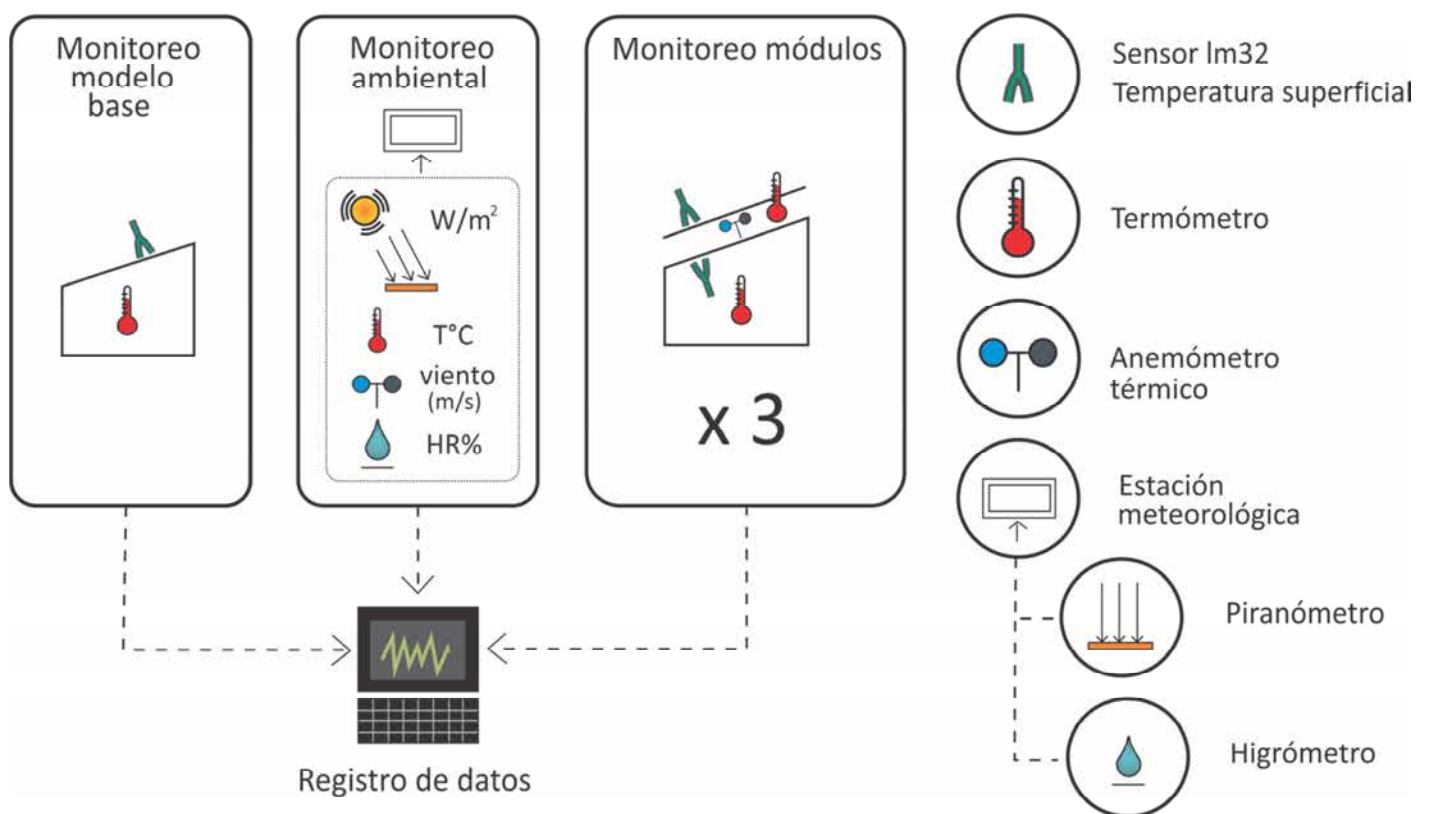 Monitoreo
modelo
base
Monitoreo
ambiental
W/m²
T°C
viento
(m/s)
HR%
Monitoreo módulos
x 3
Registro de datos
Sensor lm32
Temperatura superficial
Termómetro
Anemómetro
térmico
Estación
meteorológica
Piranómetro
Higrómetro